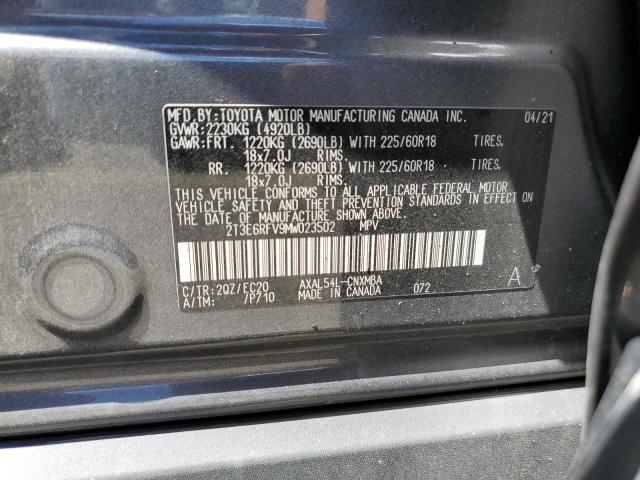 MFD.BY:TOYOTA MOTOR MANUFACTURING CANADA INC. 04/21
GVWR:2230KG (4920LB)
GAWR:FRT. 1220KG (2690LB) WITH 225/60R18 TIRES,
18x7.0J RIMS.
RR. 1220KG (2690LB) WITH 225/60R18 TIRES,
18x7.0J RIMS.
THIS VEHICLE CONFORMS TO ALL APPLICABLE FEDERAL MOTOR
VEHICLE SAFETY AND THEFT PREVENTION STANDARDS IN EFFECT
ON THE DATE OF MANUFACTURE SHOWN ABOVE.
2T3E6RFV9MW023502 MPV
C/TR:2QZ/EC20 AXAL54L-CNXMBA 072 A
A/TM: /P710 MADE IN CANADA